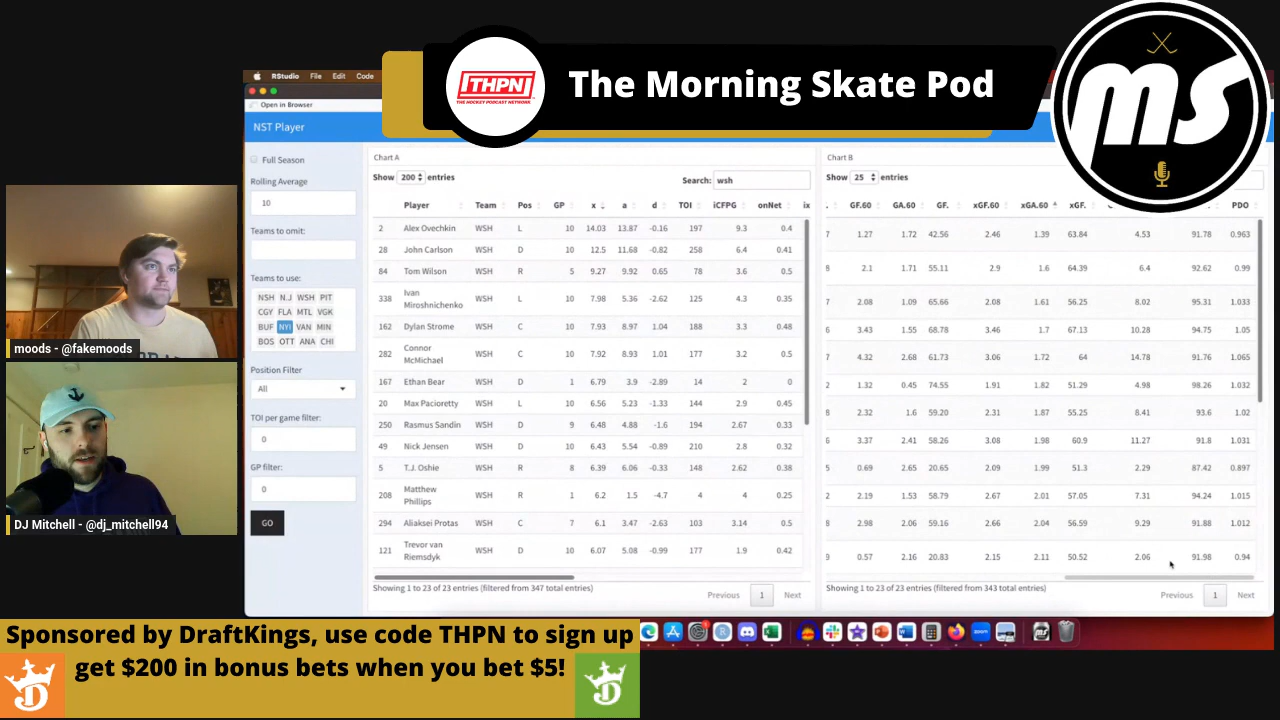 THPN
THE HOCKEY PODCAST NETWORK
The Morning Skate Pod
ms
RStudio File Edit Code
Open in Browser
NST Player
Full Season
Rolling Average
10
Teams to omit:
Teams to use:
NSH N.J WSH PIT
CGY FLA MTL VGK
BUF NYI VAN MIN
BOS OTT ANA CHI
Position Filter
All
TOI per game filter:
0
GP filter:
0
GO
Chart A
Show 200 entries
Search: wsh
Player Team Pos GP x a d TOI iCFPG onNet ix
2 Alex Ovechkin WSH L 10 14.03 13.87 -0.16 197 9.3 0.4
28 John Carlson WSH D 10 12.5 11.68 -0.82 258 6.4 0.41
84 Tom Wilson WSH R 5 9.27 9.92 0.65 78 3.6 0.5
338 Ivan Miroshnichenko WSH L 10 7.98 5.36 -2.62 125 4.3 0.35
162 Dylan Strome WSH C 10 7.93 8.97 1.04 188 3.3 0.48
282 Connor McMichael WSH C 10 7.92 8.93 1.01 177 3.2 0.5
167 Ethan Bear WSH D 1 6.79 3.9 -2.89 14 2 0
20 Max Pacioretty WSH L 10 6.56 5.23 -1.33 144 2.9 0.45
250 Rasmus Sandin WSH D 9 6.48 4.88 -1.6 194 2.67 0.33
49 Nick Jensen WSH D 10 6.43 5.54 -0.89 210 2.8 0.32
5 T.J. Oshie WSH R 8 6.39 6.06 -0.33 148 2.62 0.38
208 Matthew Phillips WSH R 1 6.2 1.5 -4.7 4 4 0.25
294 Aliaksei Protas WSH C 7 6.1 3.47 -2.63 103 3.14 0.5
121 Trevor van Riemsdyk WSH D 10 6.07 5.08 -0.99 177 1.9 0.42
Showing 1 to 23 of 23 entries (filtered from 347 total entries)
Previous 1 Next
Chart B
Show 25 entries
GF.60 GA.60 GF. xGF.60 xGA.60 xGF. PDO
7 1.27 1.72 42.56 2.46 1.39 63.84 4.53 91.78 0.963
8 2.1 1.71 55.11 2.9 1.6 64.39 6.4 92.62 0.99
7 2.08 1.09 65.66 2.08 1.61 56.25 8.02 95.31 1.033
6 3.43 1.55 68.78 3.46 1.7 67.13 10.28 94.75 1.05
7 4.32 2.68 61.73 3.06 1.72 64 14.78 91.76 1.065
2 1.32 0.45 74.55 1.91 1.82 51.29 4.98 98.26 1.032
8 2.32 1.6 59.20 2.31 1.87 55.25 8.41 93.6 1.02
6 3.37 2.41 58.26 3.08 1.98 60.9 11.27 91.8 1.031
9 0.69 2.65 20.65 2.09 1.99 51.3 2.29 87.42 0.897
4 2.19 1.53 58.79 2.67 2.01 57.05 7.31 94.24 1.015
8 2.98 2.06 59.16 2.66 2.04 56.59 9.29 91.88 1.012
8 0.57 2.16 20.83 2.15 2.11 50.52 2.06 91.98 0.94
Showing 1 to 23 of 23 entries (filtered from 343 total entries)
Previous 1 Next
moods - @fakemoods
DJ Mitchell - @dj_mitchell94
Sponsored by DraftKings, use code THPN to sign up
get $200 in bonus bets when you bet $5!